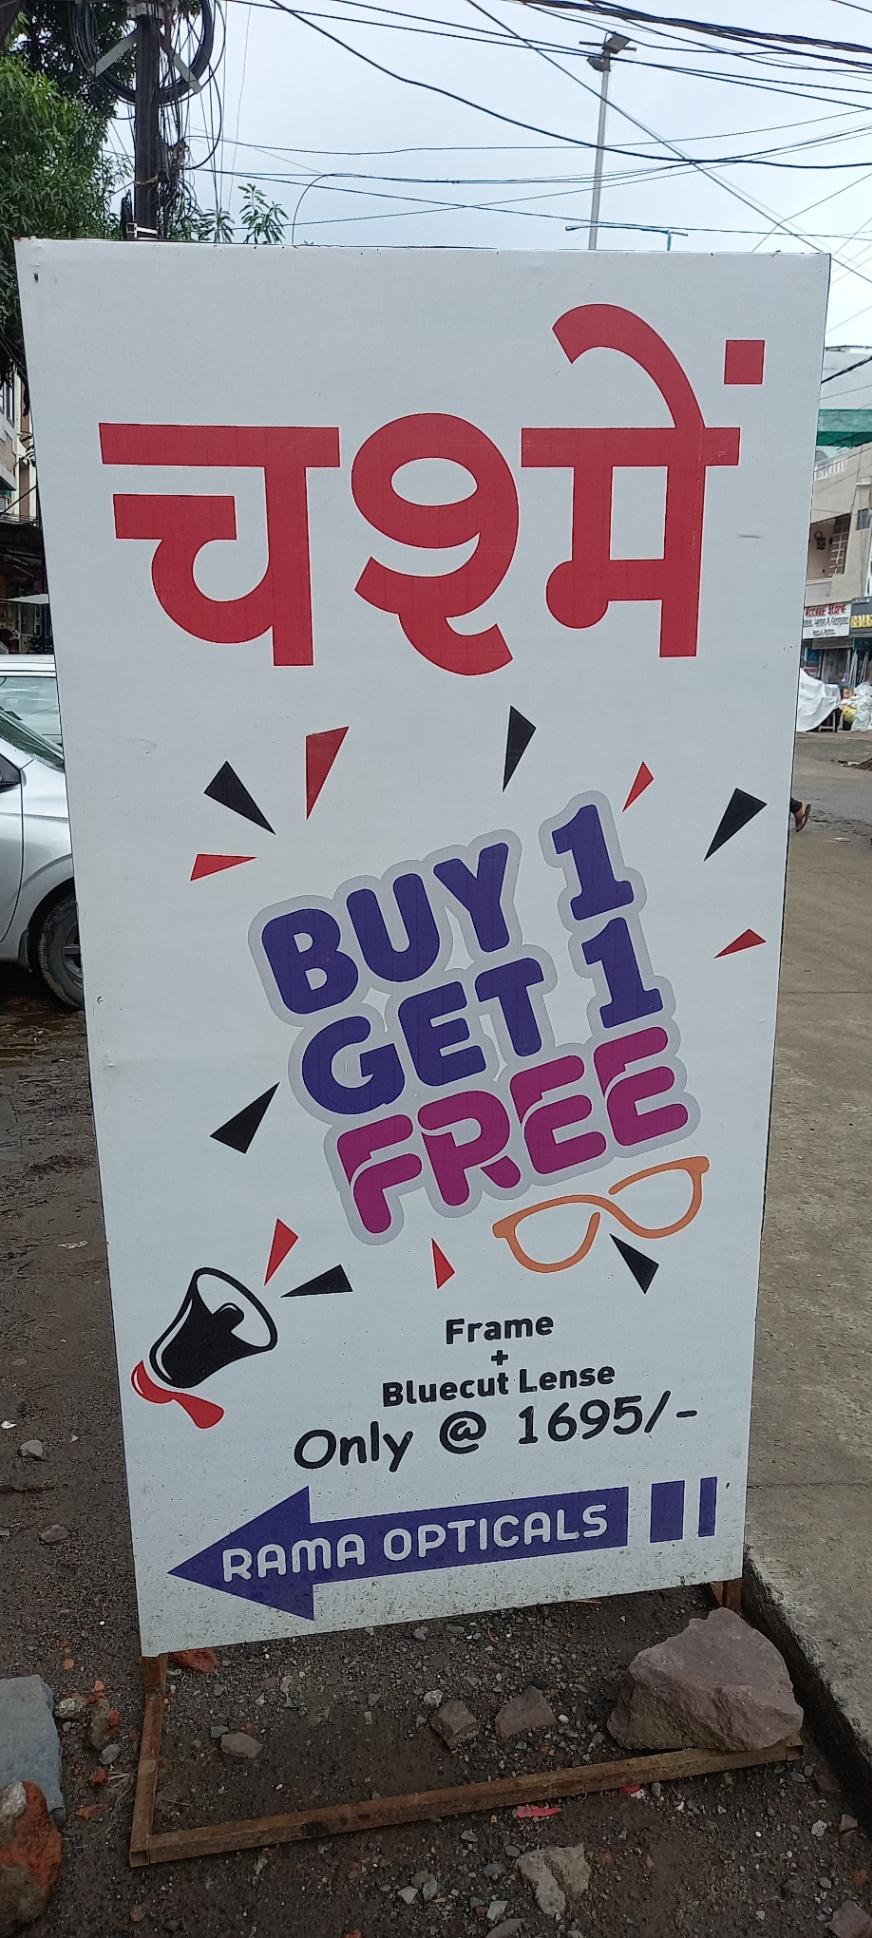 चश्में
BUY 1
GET 1
FREE
Frame
+
Bluecut Lense
Only @ 1695/-
RAMA OPTICALS